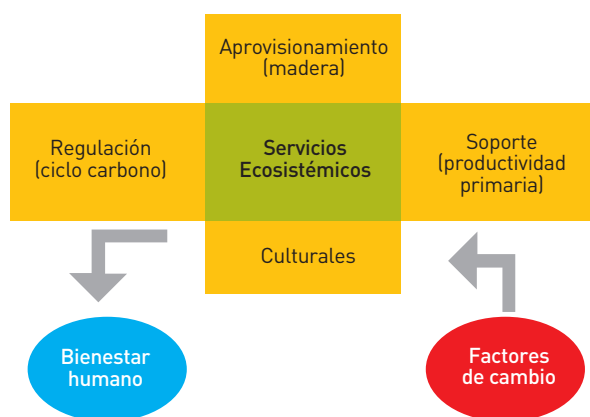 Aprovisionamiento
(madera)
Regulación
(ciclo carbono)
Servicios
Ecosistémicos
Soporte
(productividad
primaria)
Culturales
Bienestar
humano
Factores
de cambio